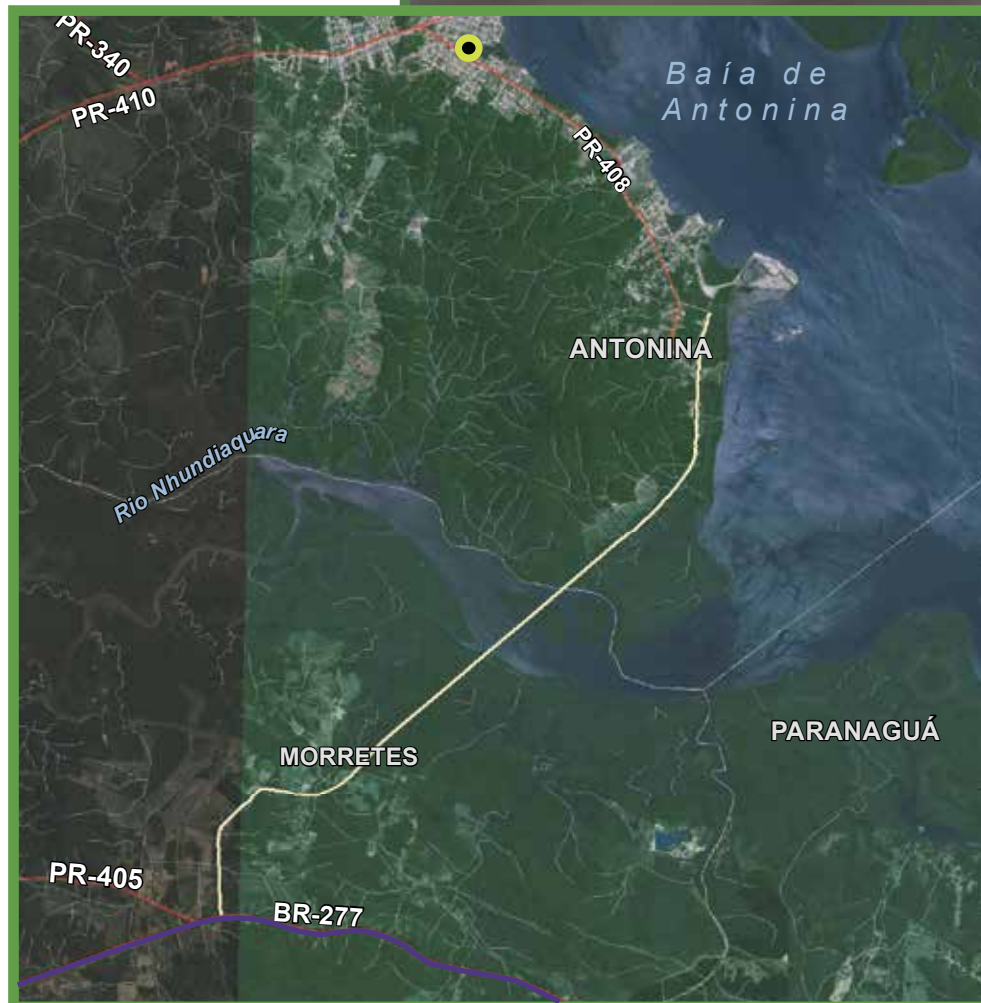 PR-340
PR-410
Baía de
Antonina
PR-408
ANTONINA
Rio Nhundiaquara
PARANAGUÁ
MORRETES
PR-405
BR-277